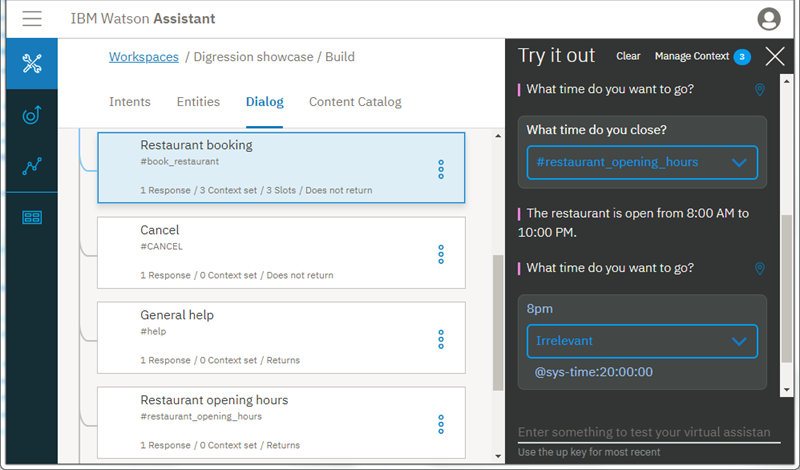 IBM Watson Assistant
Workspaces / Digression showcase / Build
Intents Entities Dialog Content Catalog
Restaurant booking
#book_restaurant
1 Response / 3 Context set / 3 Slots / Does not return
Cancel
#CANCEL
1 Response / 0 Context set / Does not return
General help
#help
1 Response / 0 Context set / Returns
Restaurant opening hours
#restaurant_opening_hours
1 Response / 0 Context set / Returns
Try it out Clear Manage Context 3
What time do you want to go?
What time do you close?
#restaurant_opening_hours
The restaurant is open from 8:00 AM to
10:00 PM.
What time do you want to go?
8pm
Irrelevant
@sys-time:20:00:00
Enter something to test your virtual assistan
Use the up key for most recent